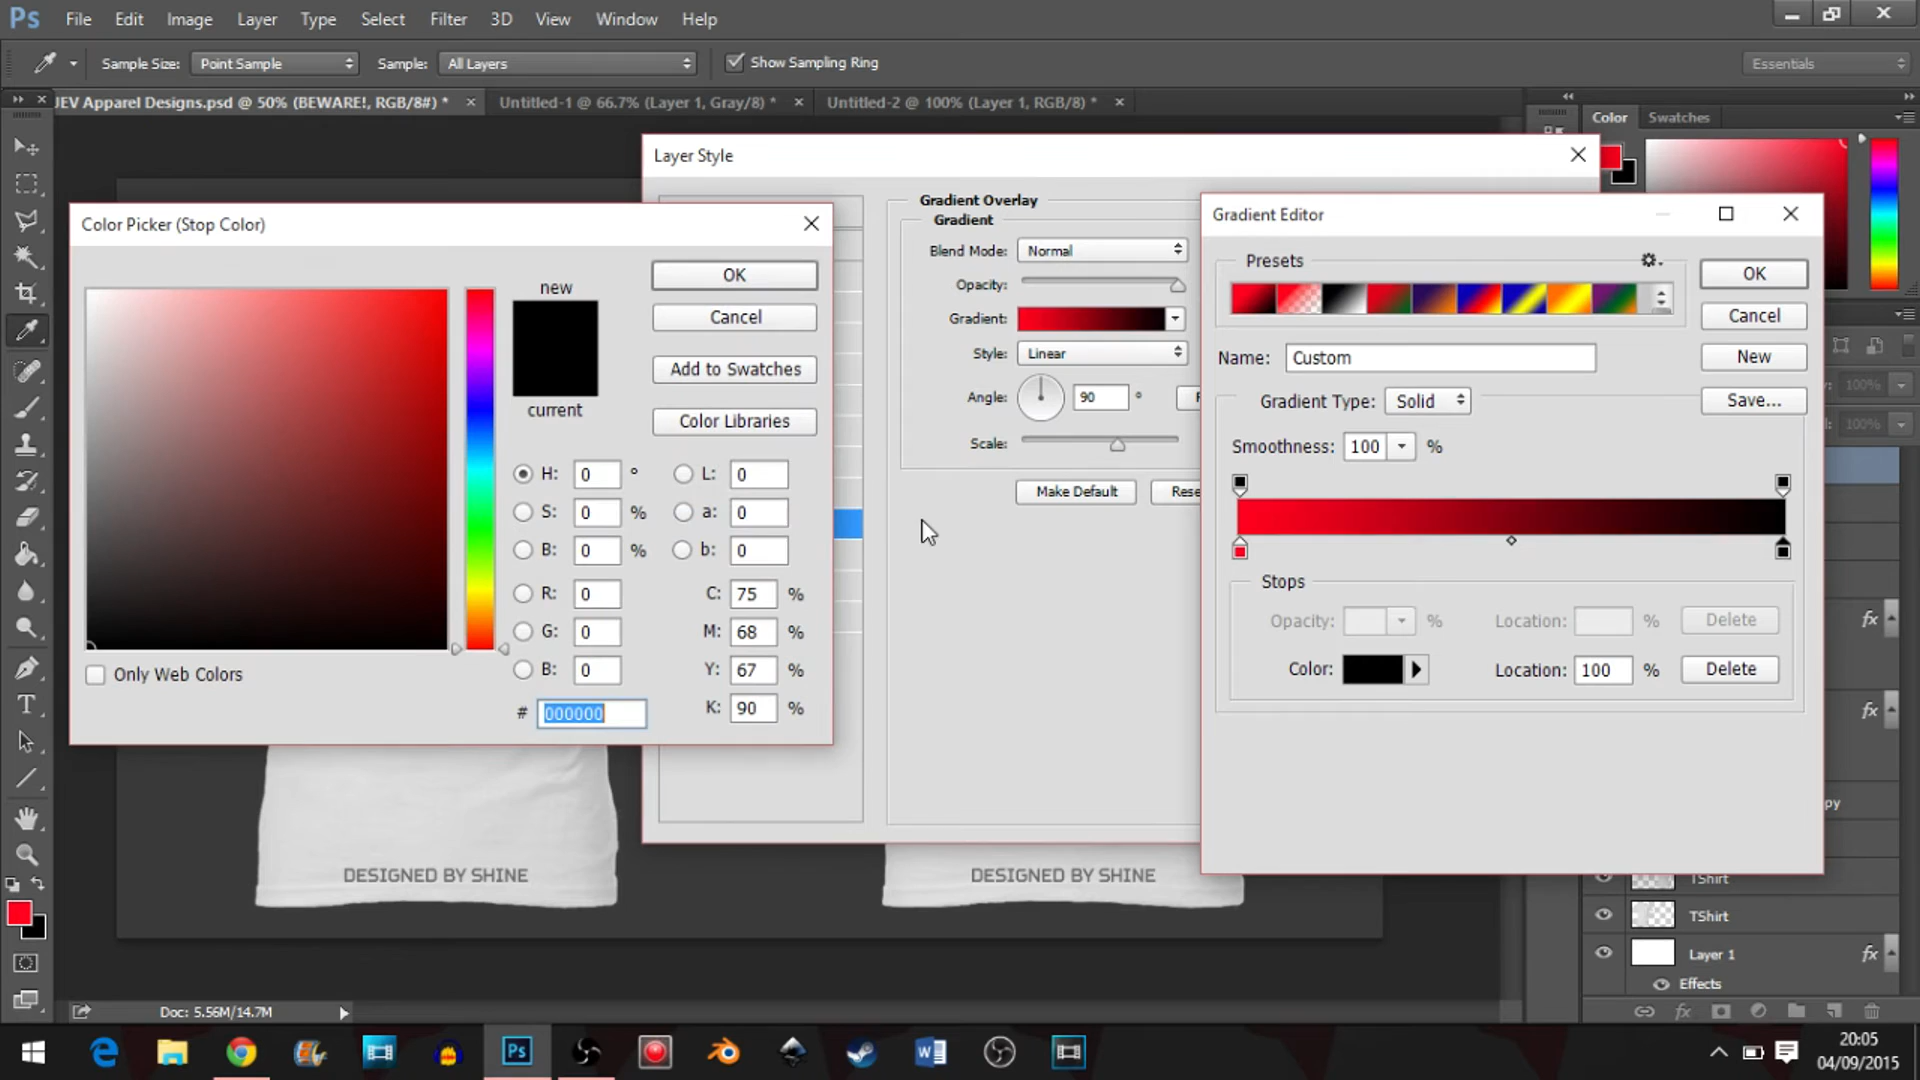 Ps File Edit Image Layer Type Select Filter 3D View Window Help
Sample Size: Point Sample Sample: All Layers Show Sampling Ring Essentials
JEV Apparel Designs.psd @ 50% (BEWARE!, RGB/8#) * Untitled-1 @ 66.7% (Layer 1, Gray/8) * Untitled-2 @ 100% (Layer 1, RGB/8) *
Color Swatches
Layer Style
Gradient Overlay
Gradient
Blend Mode: Normal
Opacity:
Gradient:
Style: Linear
Angle: 90 °
Scale:
Make Default
Color Picker (Stop Color)
new
current
OK
Cancel
Add to Swatches
Color Libraries
H: 0 ° L: 0
S: 0 % a: 0
B: 0 % b: 0
R: 0 C: 75 %
G: 0 M: 68 %
B: 0 Y: 67 %
# 000000 K: 90 %
Only Web Colors
Gradient Editor
Presets
OK
Cancel
Name: Custom New
Gradient Type: Solid Save...
Smoothness: 100 %
Stops
Opacity: % Location: % Delete
Color: Location: 100 % Delete
100%
100%
fx
fx
TShirt
TShirt
Layer 1 fx
Effects
DESIGNED BY SHINE DESIGNED BY SHINE
Doc: 5.56M/14.7M
20:05
04/09/2015